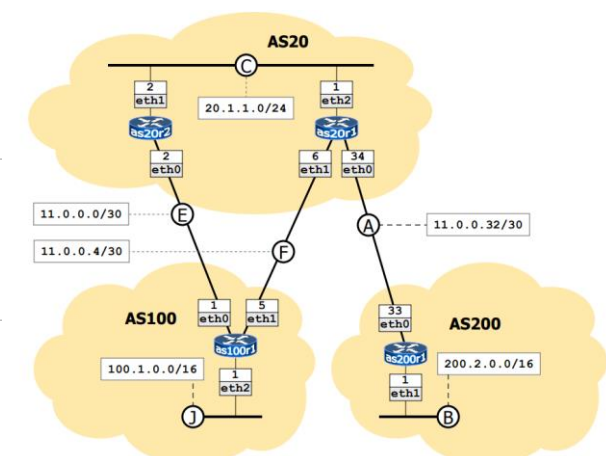 AS20
C
2
eth1
20.1.1.0/24
1
eth2
as20r2
as20r1
2
eth0
6
eth1
34
eth0
11.0.0.0/30
E
A
11.0.0.32/30
11.0.0.4/30
F
AS100
1
eth0
5
eth1
33
eth0
AS200
as100r1
as200r1
100.1.0.0/16
200.2.0.0/16
1
eth2
1
eth1
J
B